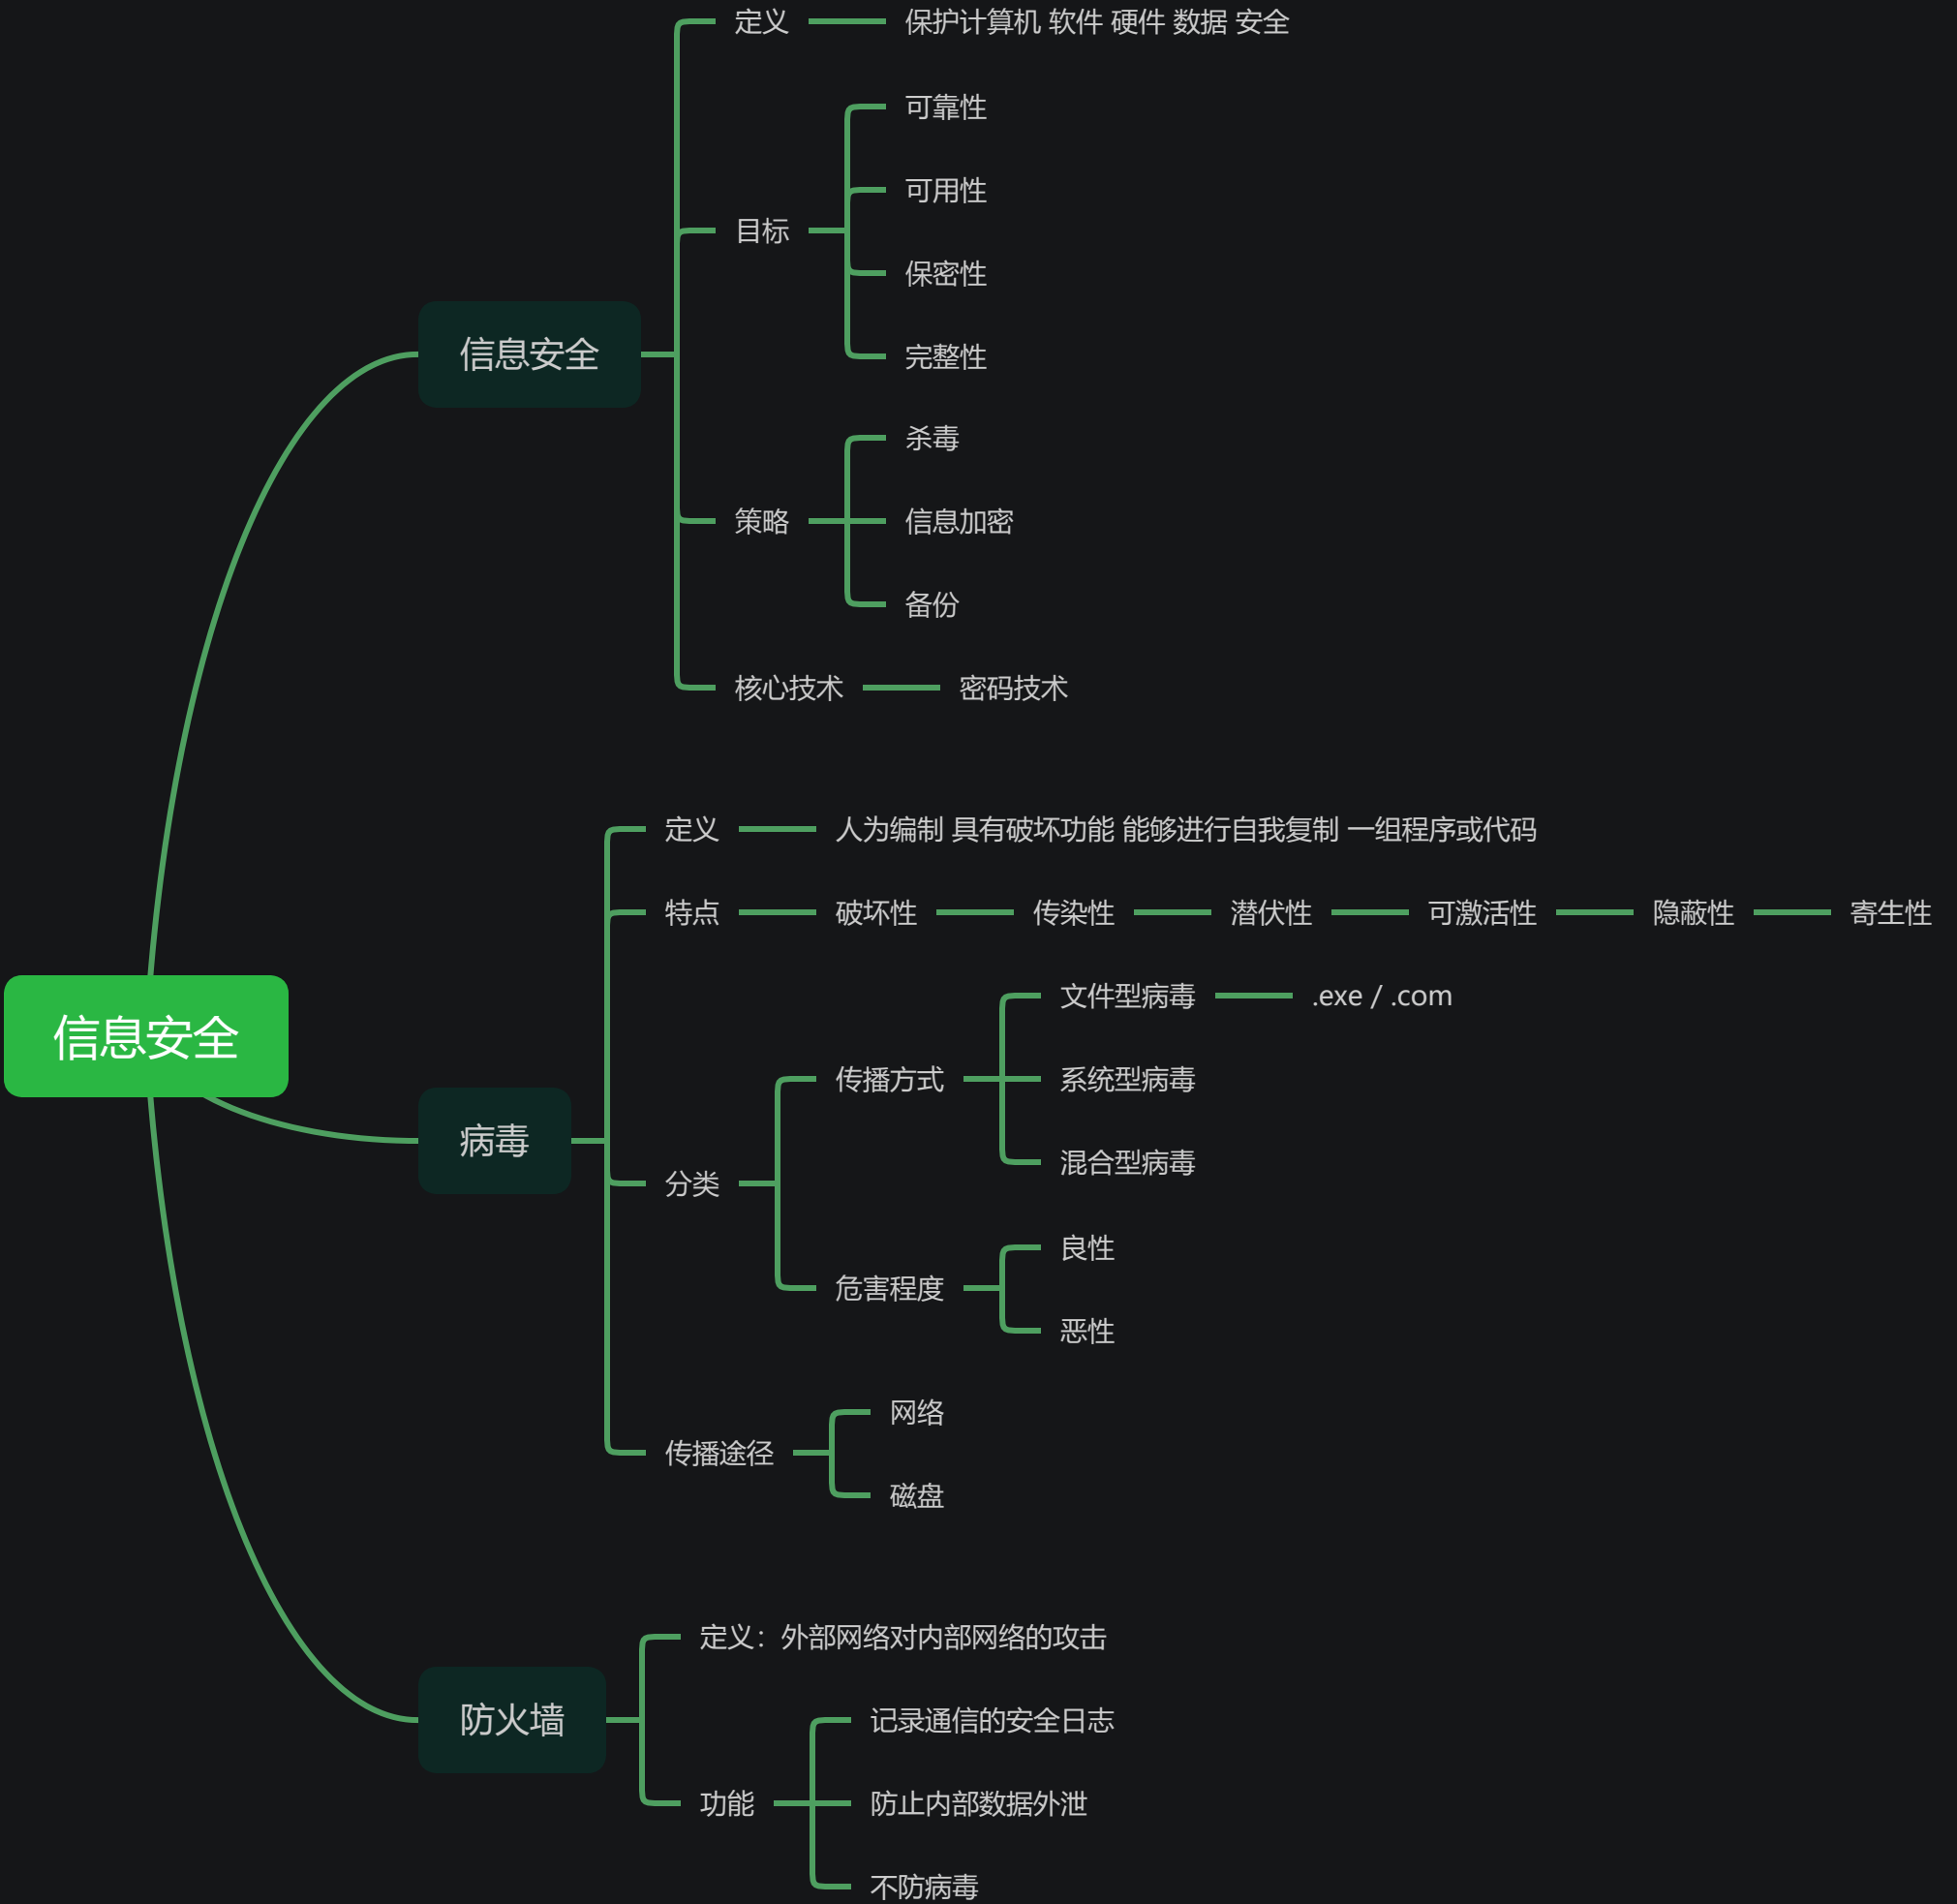 信息安全
信息安全
定义
保护计算机 软件 硬件 数据 安全
目标
可靠性
可用性
保密性
完整性
策略
杀毒
信息加密
备份
核心技术
密码技术
病毒
定义
人为编制 具有破坏功能 能够进行自我复制 一组程序或代码
特点
破坏性
传染性
潜伏性
可激活性
隐蔽性
寄生性
分类
传播方式
文件型病毒
.exe / .com
系统型病毒
混合型病毒
危害程度
良性
恶性
传播途径
网络
磁盘
防火墙
定义：外部网络对内部网络的攻击
功能
记录通信的安全日志
防止内部数据外泄
不防病毒